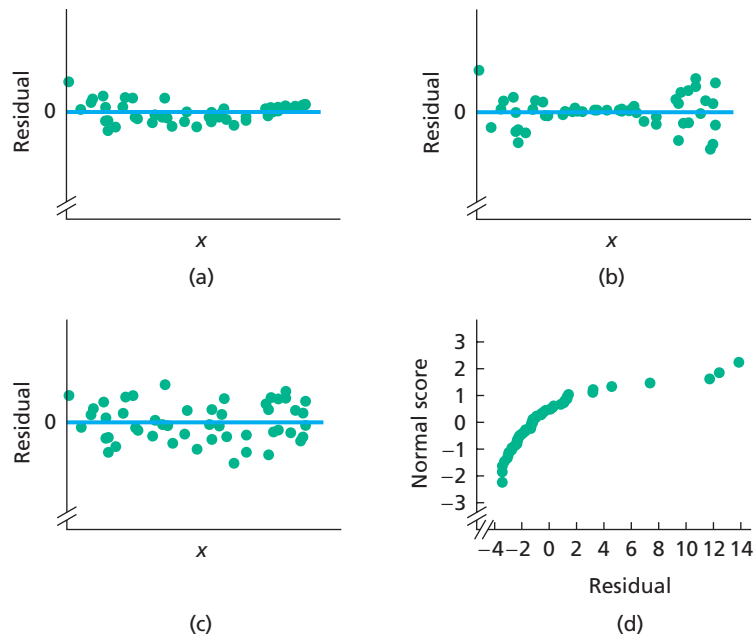 Residual
0
x
(a)
Residual
0
x
(b)
Residual
0
x
(c)
Normal score
3
2
1
0
−1
−2
−3
−4 −2 0 2 4 6 8 10 12 14
Residual
(d)